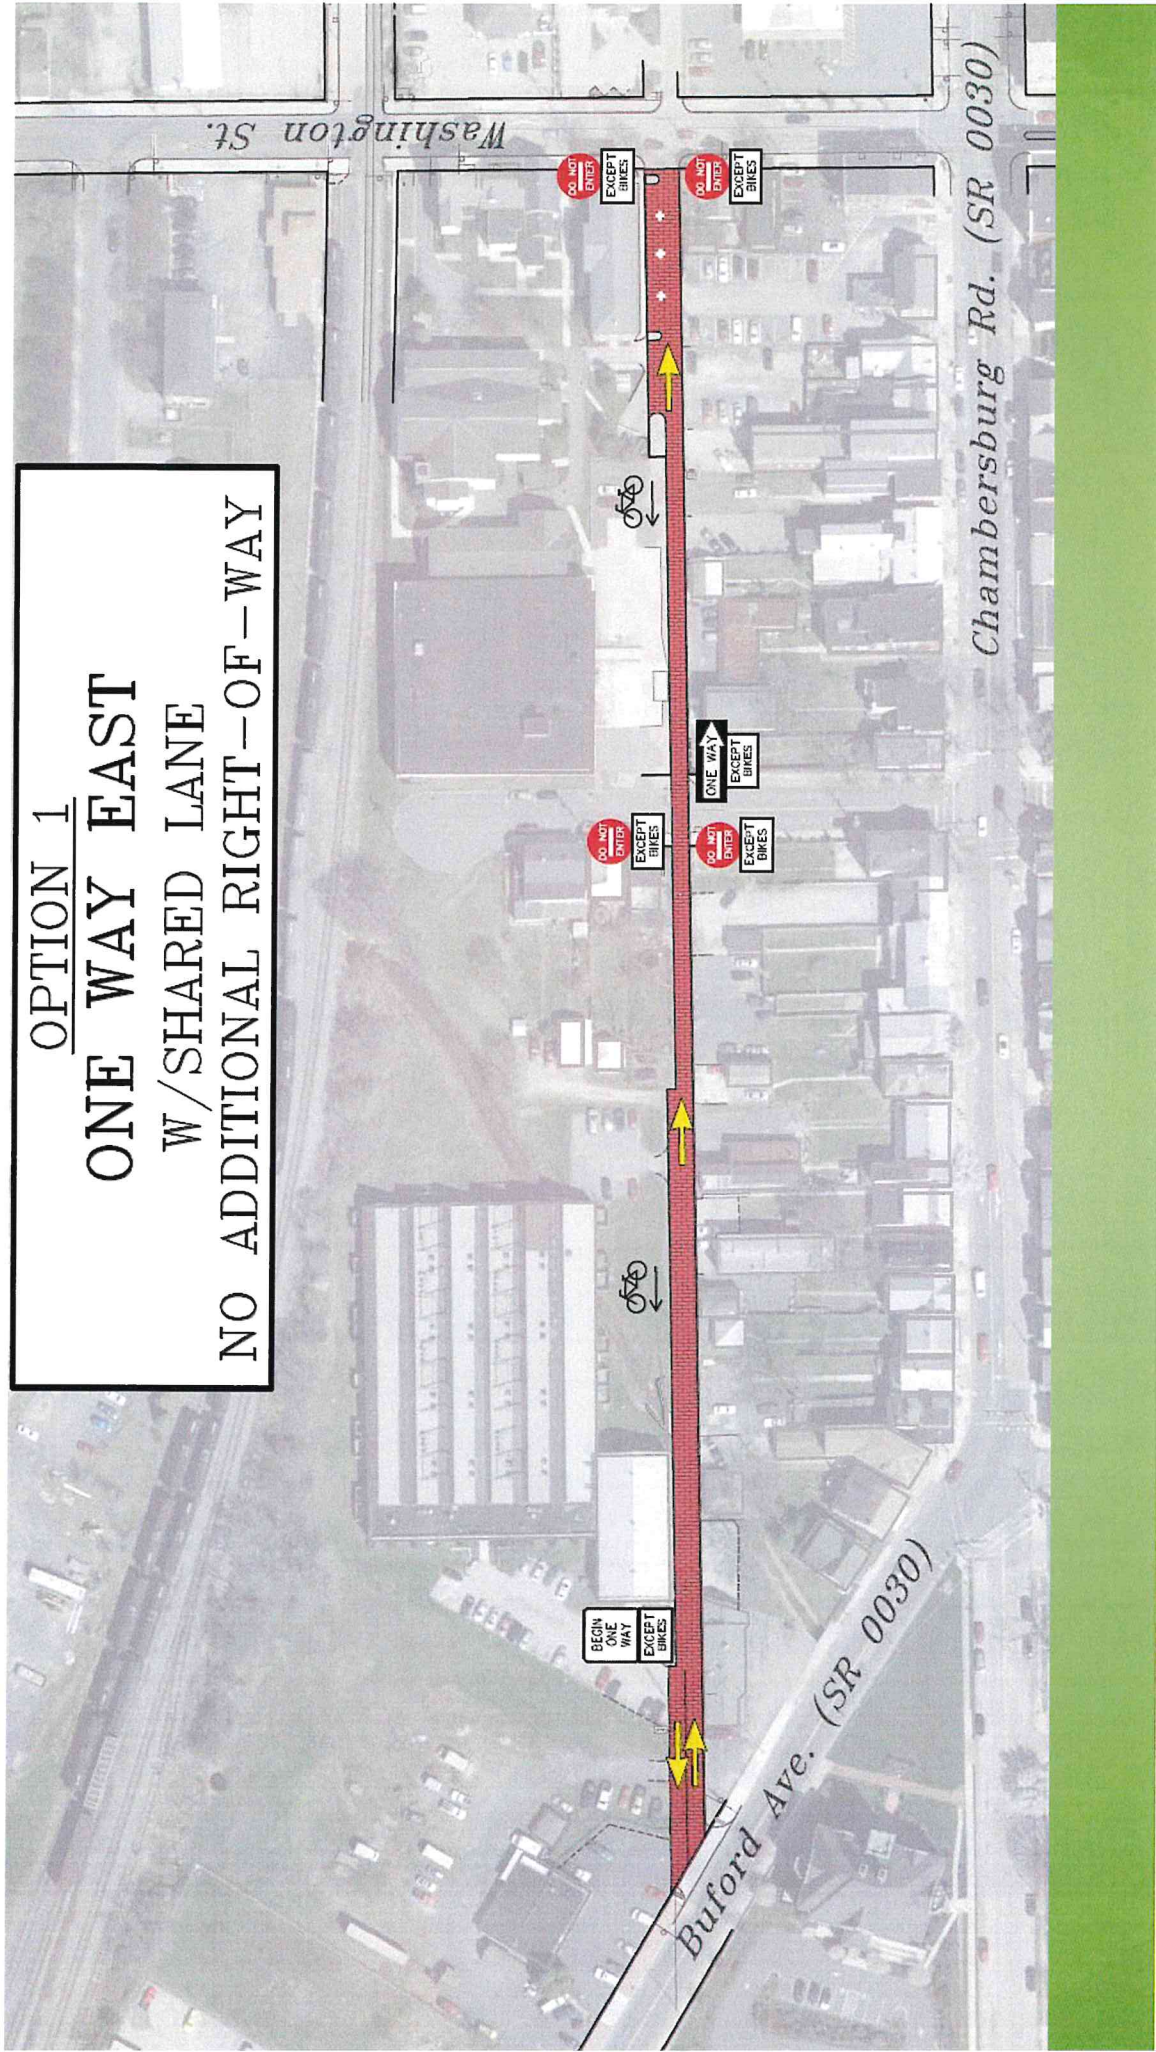 OPTION 1
ONE WAY EAST
W/SHARED LANE
NO ADDITIONAL RIGHT-OF-WAY
Washington St.
DO NOT
ENTER
EXCEPT
BIKES
DO NOT
ENTER
EXCEPT
BIKES
DO NOT
ENTER
EXCEPT
BIKES
DO NOT
ENTER
EXCEPT
BIKES
ONE WAY
EXCEPT
BIKES
BEGIN
ONE
WAY
EXCEPT
BIKES
Chambersburg Rd. (SR 0030)
Buford Ave. (SR 0030)